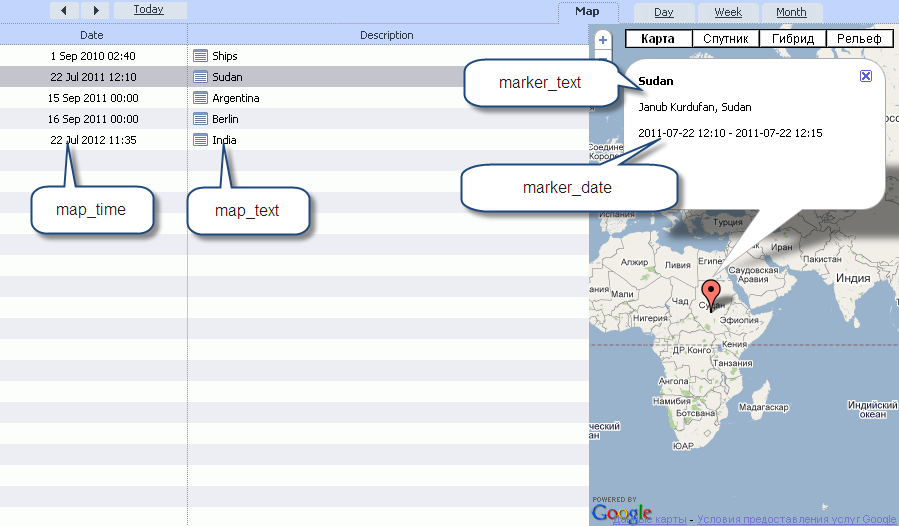 Today
Map
Day
Week
Month
Date
Description
1 Sep 2010 02:40
Ships
22 Jul 2011 12:10
Sudan
15 Sep 2011 00:00
Argentina
16 Sep 2011 00:00
Berlin
22 Jul 2012 11:35
India
map_time
map_text
marker_text
marker_date
Карта
Спутник
Гибрид
Рельеф
Sudan
Janub Kurdufan, Sudan
2011-07-22 12:10 - 2011-07-22 12:15
Турция
Иран
Пакистан
Индия
Алжир
Ливия
Египет
Саудовская
Аравия
Мали
Чад
Судан
Нигерия
Эфиопия
Кения
ДР Конго
Танзания
Ангола
Намибия
Ботсвана
Мадагаскар
ЮАР
Индийский
океан
POWERED BY
Google
карты - Условия предоставления услуг Google